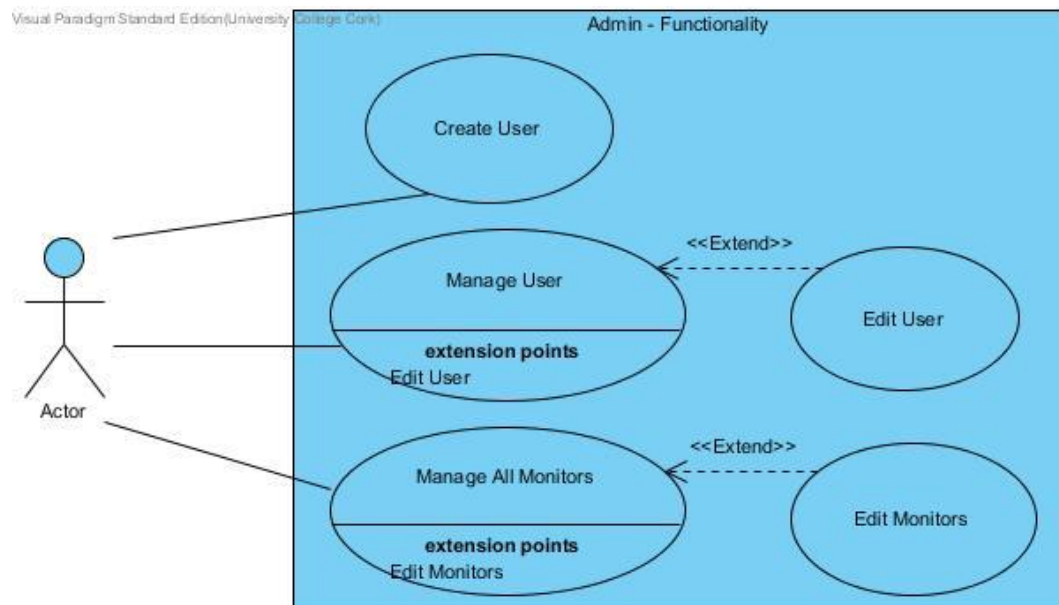 Visual Paradigm Standard Edition(University College Cork)
Admin - Functionality
Create User
<<Extend>>
Manage User
Edit User
extension points
Edit User
Actor
<<Extend>>
Manage All Monitors
Edit Monitors
extension points
Edit Monitors